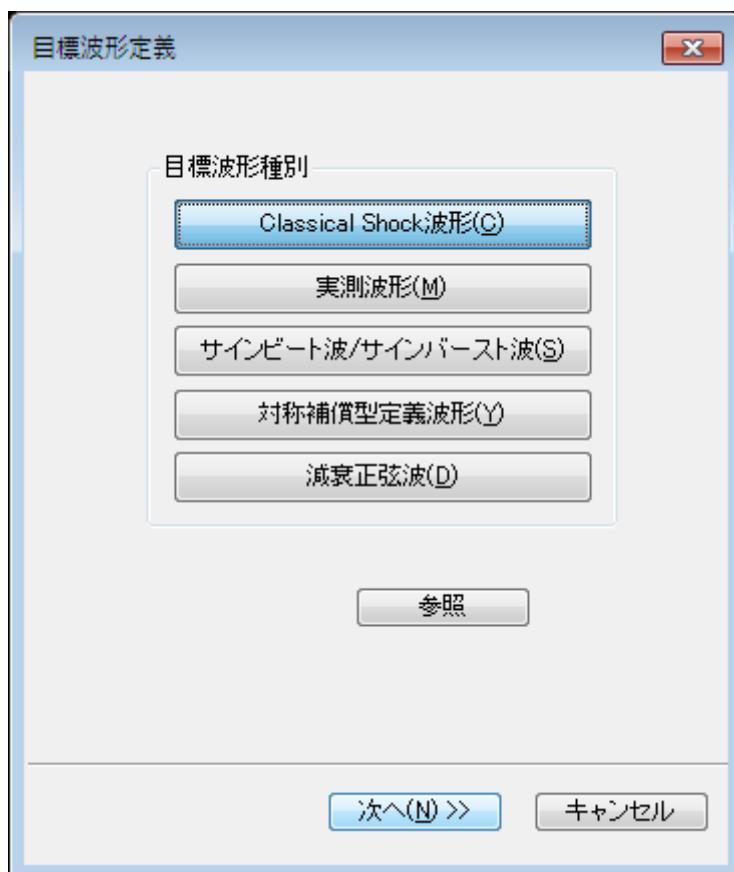 目標波形定義
目標波形種別
Classical Shock波形(C)
実測波形(M)
サインビート波/サインバースト波(S)
対称補償型定義波形(Y)
減衰正弦波(D)
参照
次へ(N) >>
キャンセル